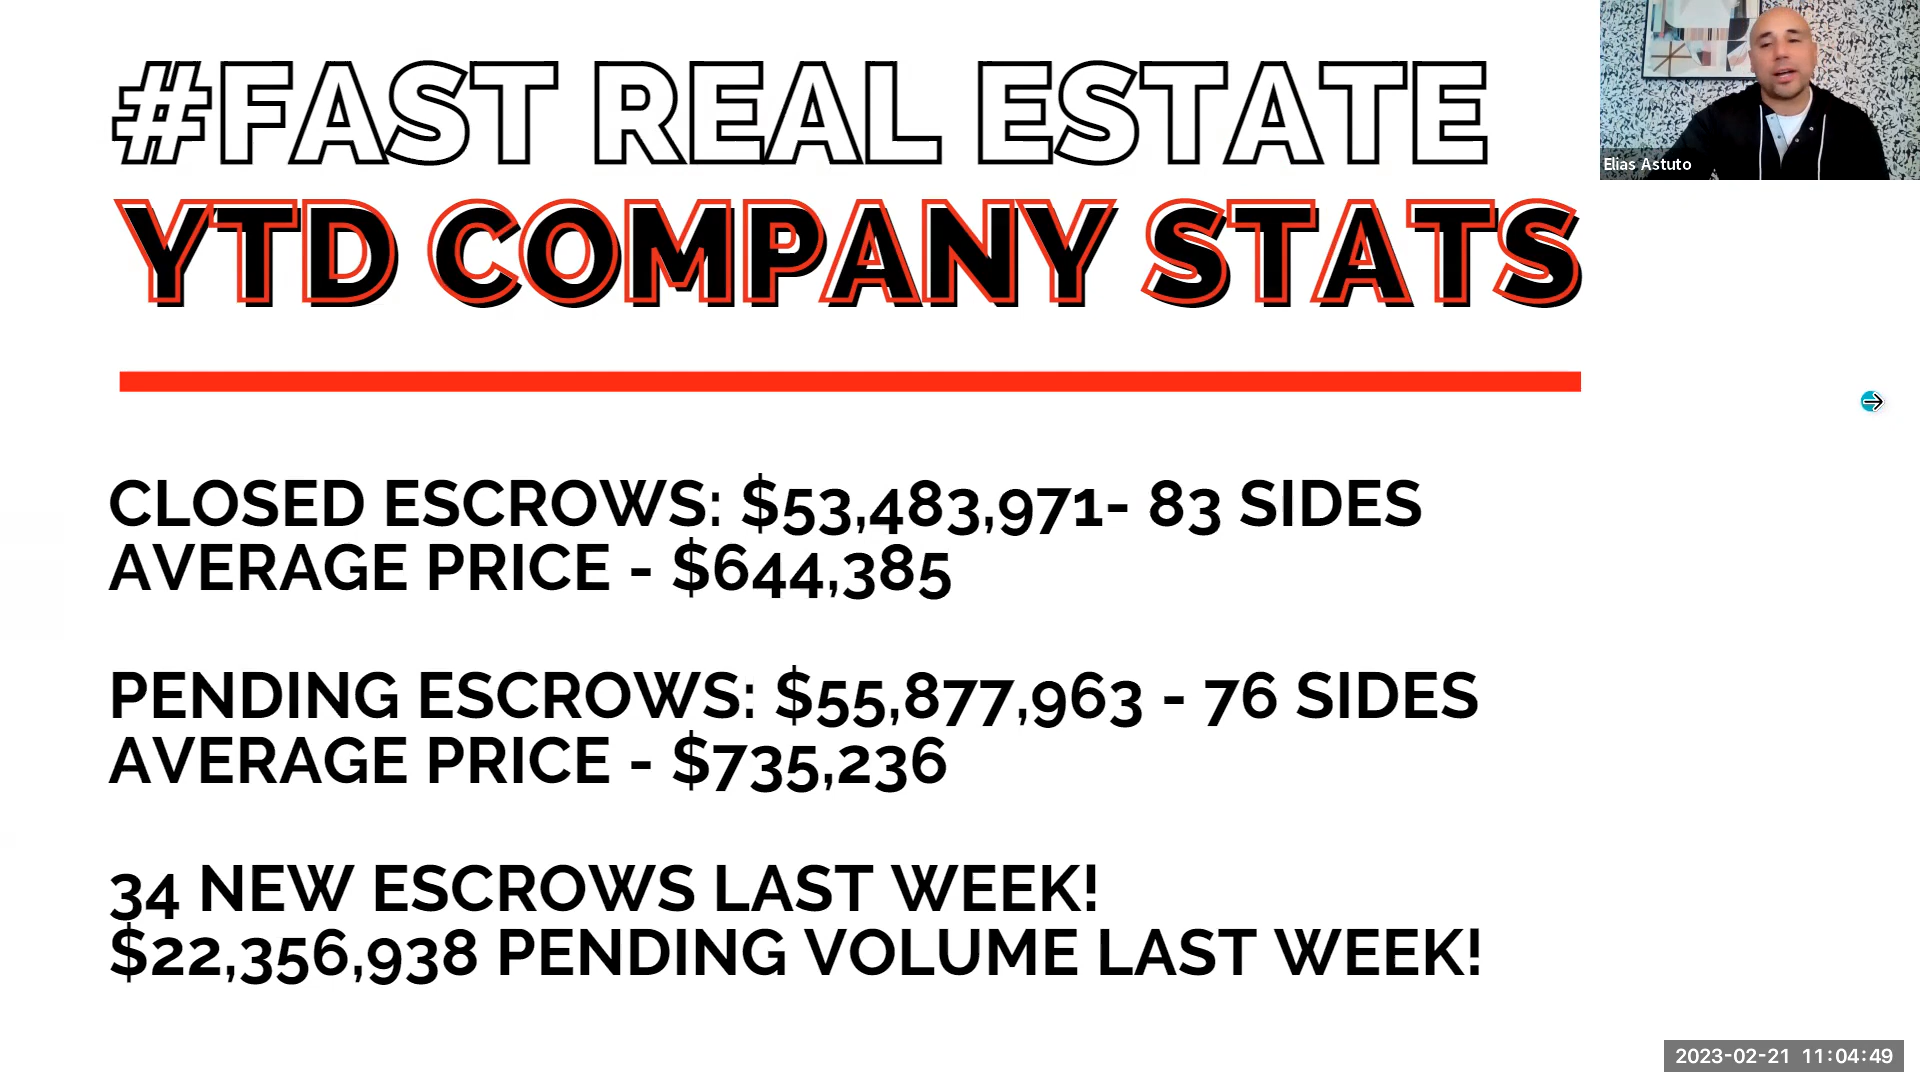 #FAST REAL ESTATE
YTD COMPANY STATS
Elias Astuto
CLOSED ESCROWS: $53,483,971- 83 SIDES
AVERAGE PRICE - $644,385
PENDING ESCROWS: $55,877,963 - 76 SIDES
AVERAGE PRICE - $735,236
34 NEW ESCROWS LAST WEEK!
$22,356,938 PENDING VOLUME LAST WEEK!
2023-02-21 11:04:49